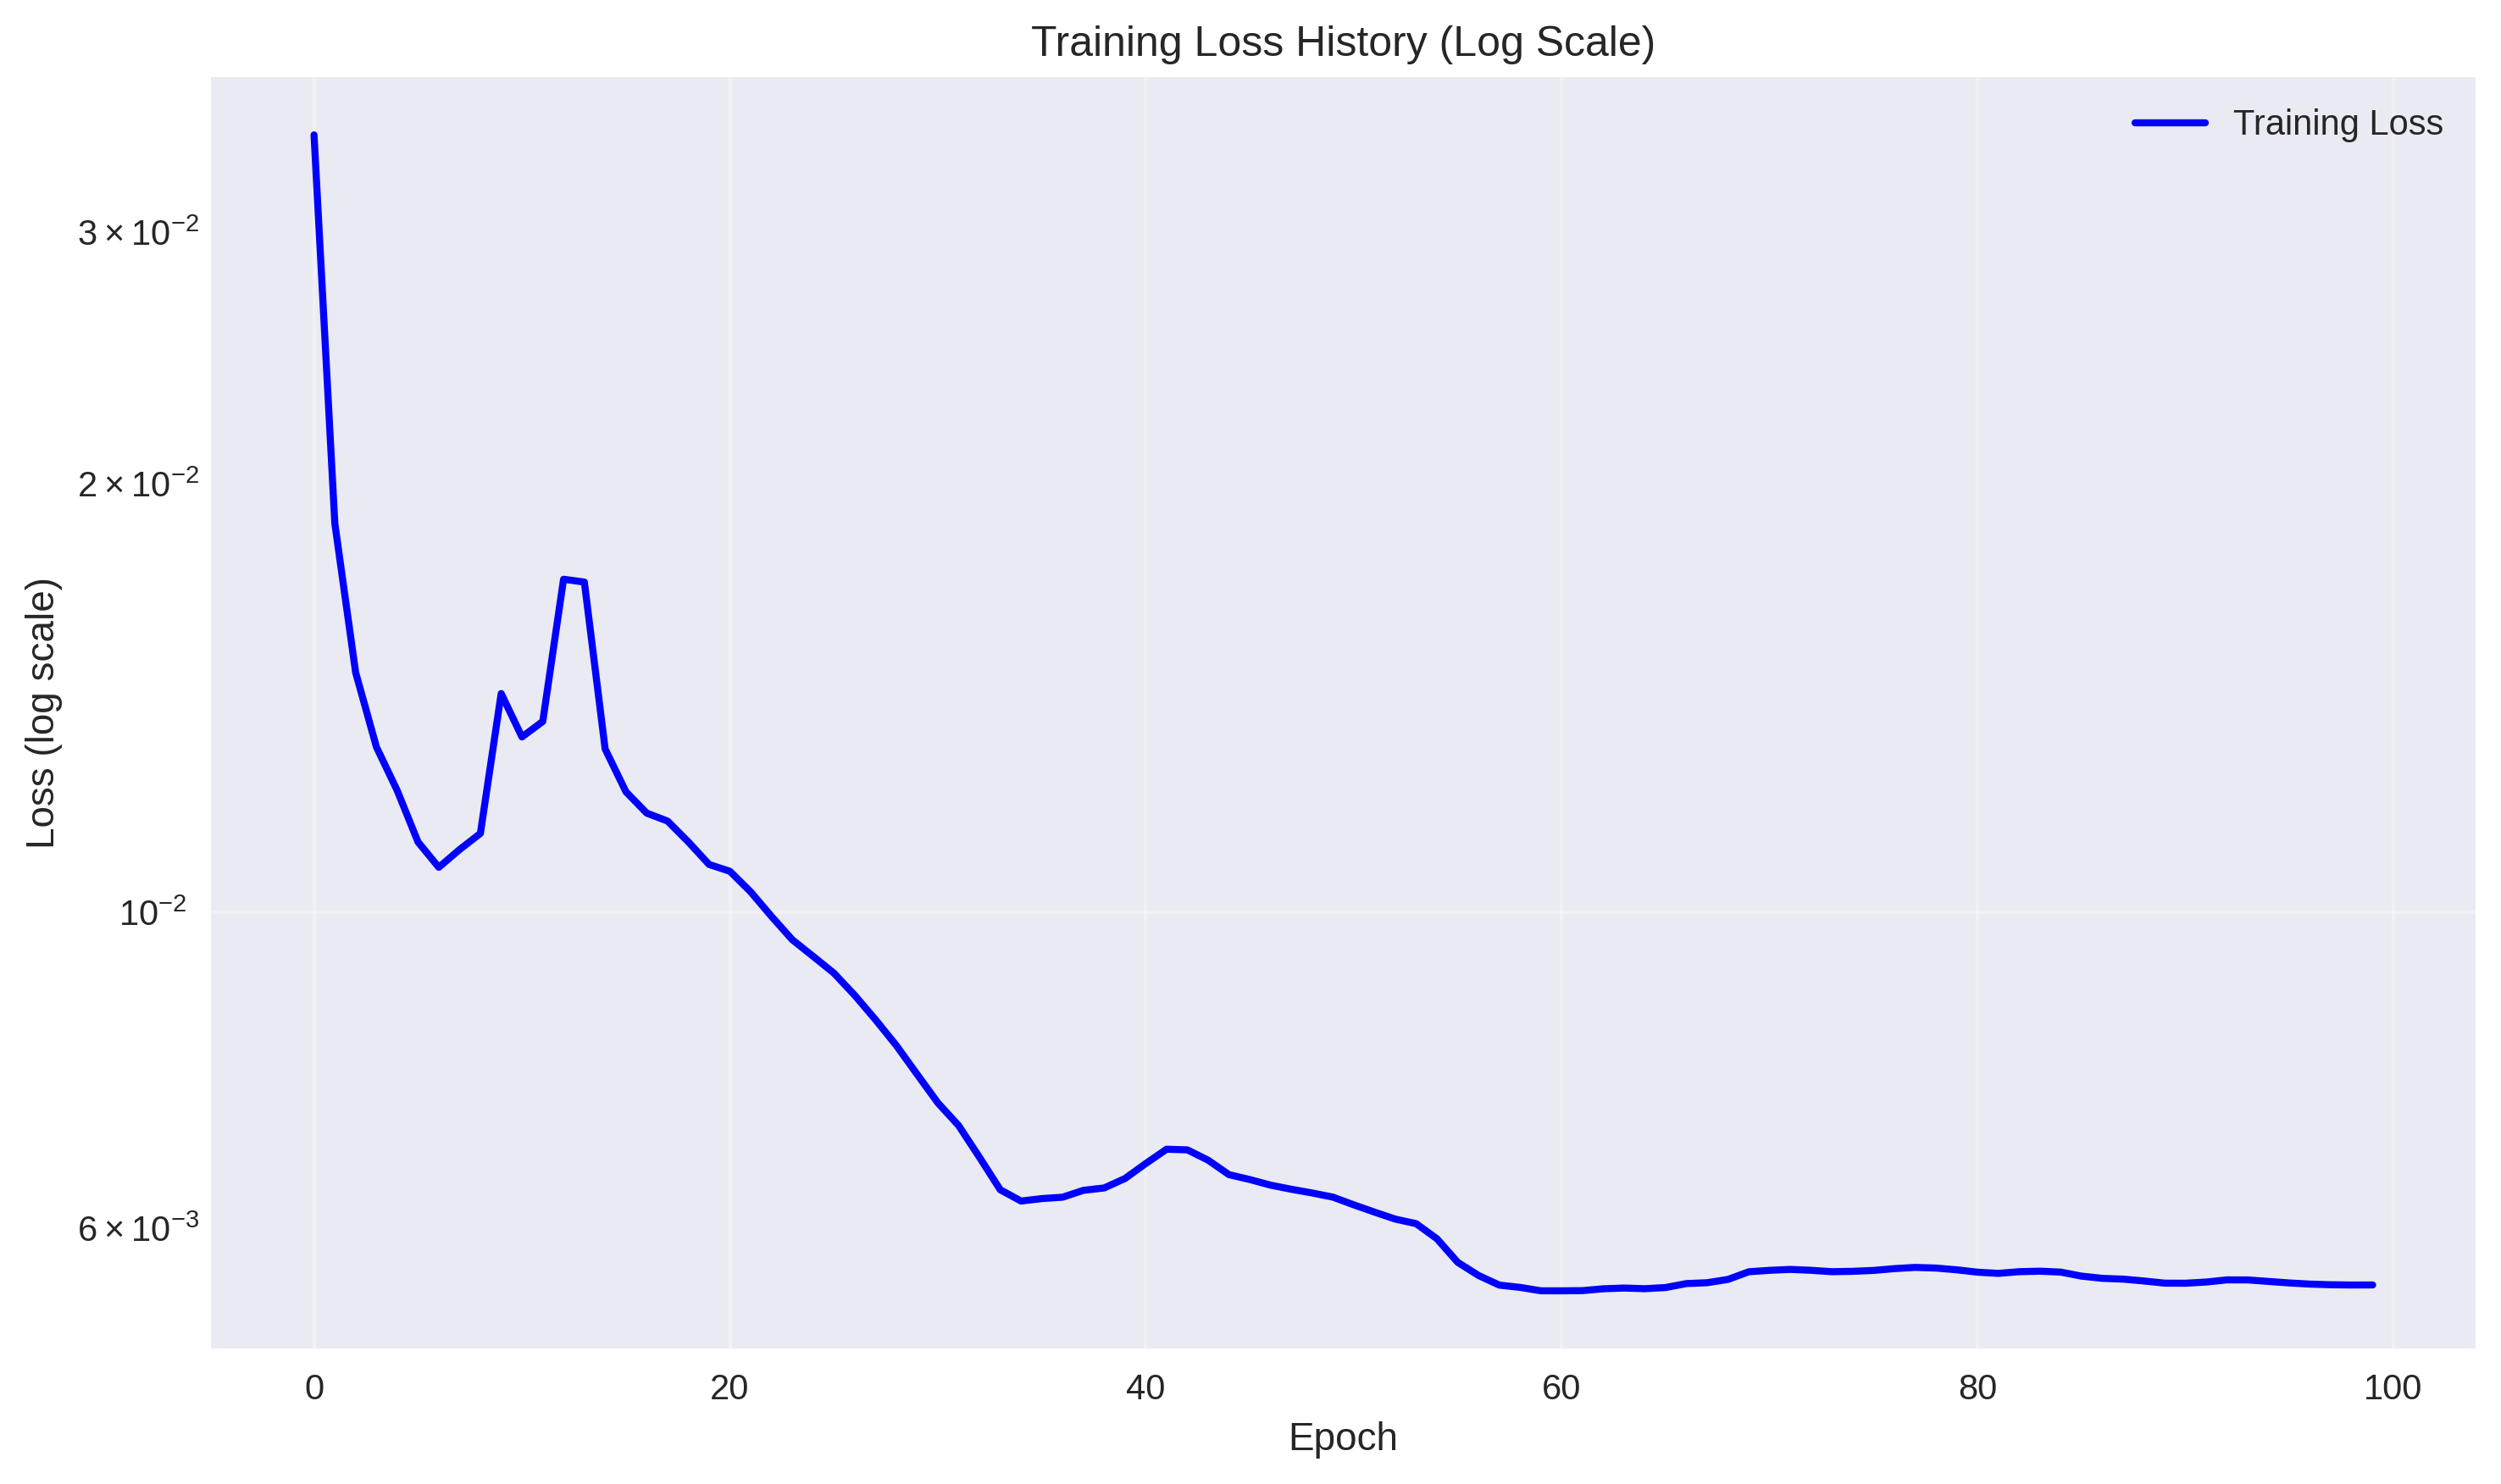 Training Loss History (Log Scale)
Training Loss
3 × 10⁻²
2 × 10⁻²
10⁻²
6 × 10⁻³
Loss (log scale)
0 20 40 60 80 100
Epoch